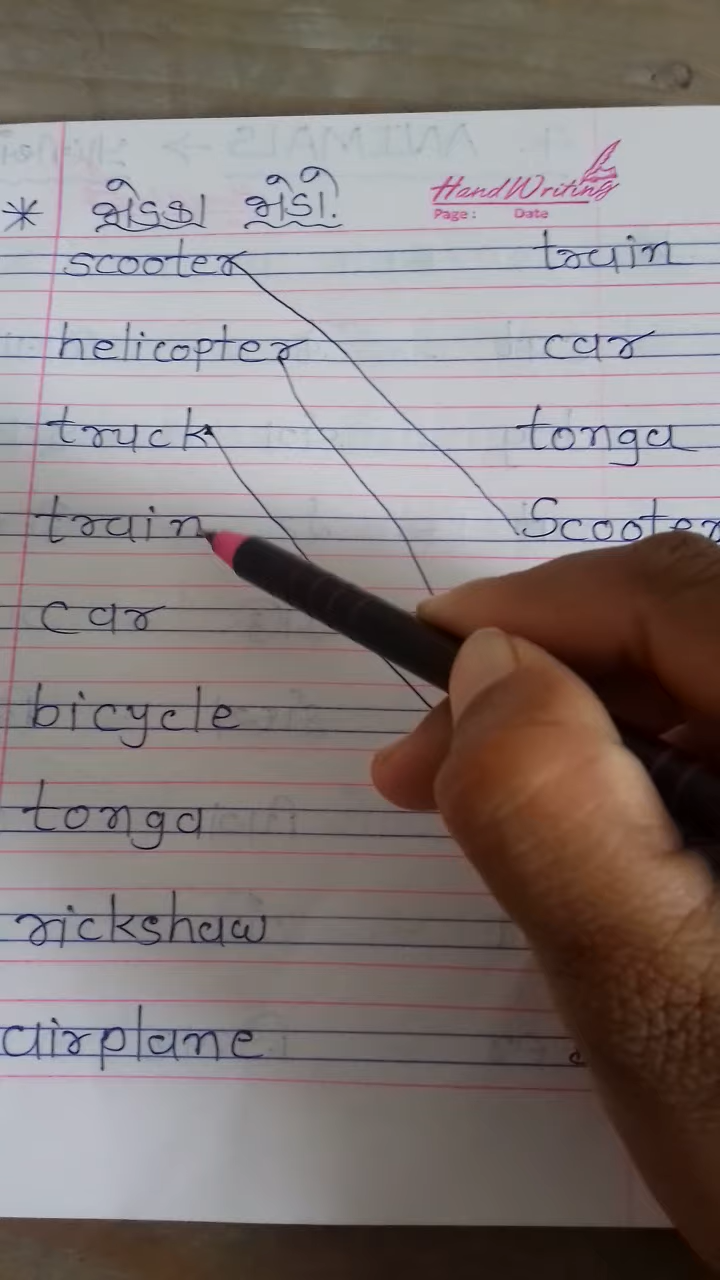 HandWriting
Page : Date
* જોડકા જોડો.
scooter train
helicopter car
truck tonga
train Scooter
car
bicycle
tonga
rickshaw
airplane